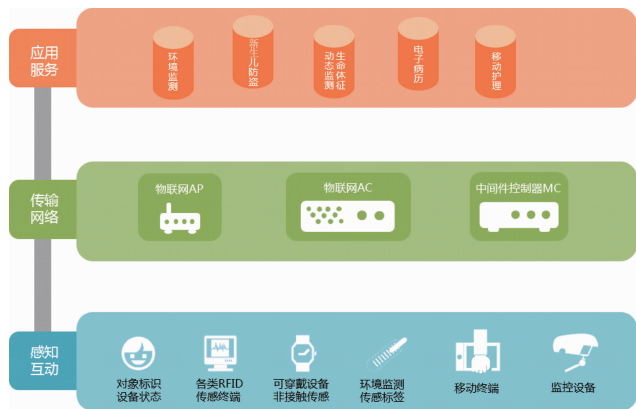 应用
服务
环境监测
新生儿防盗
生命体征
动态监测
电子病历
移动护理
传输
网络
物联网AP
物联网AC
中间件控制器MC
感知
互动
对象标识
设备状态
各类RFID
传感终端
可穿戴设备
非接触传感
环境监测
传感标签
移动终端
监控设备